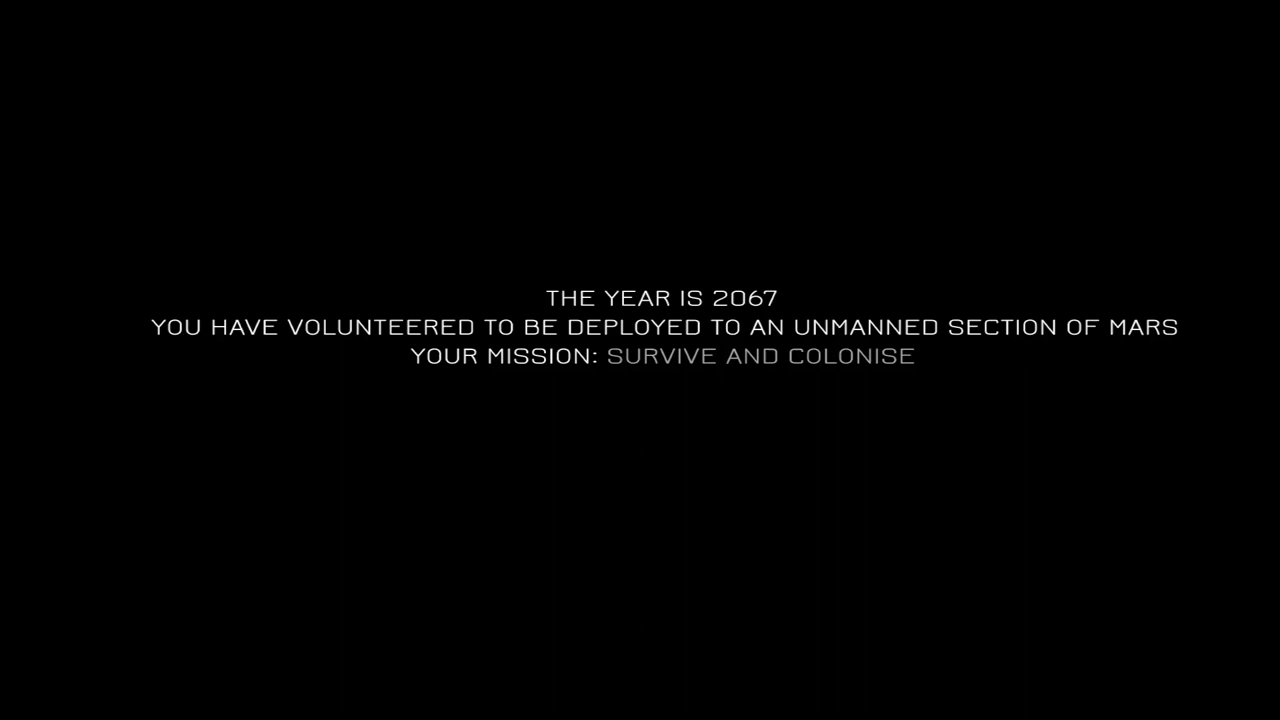 THE YEAR IS 2067
YOU HAVE VOLUNTEERED TO BE DEPLOYED TO AN UNMANNED SECTION OF MARS
YOUR MISSION: SURVIVE AND COLONISE